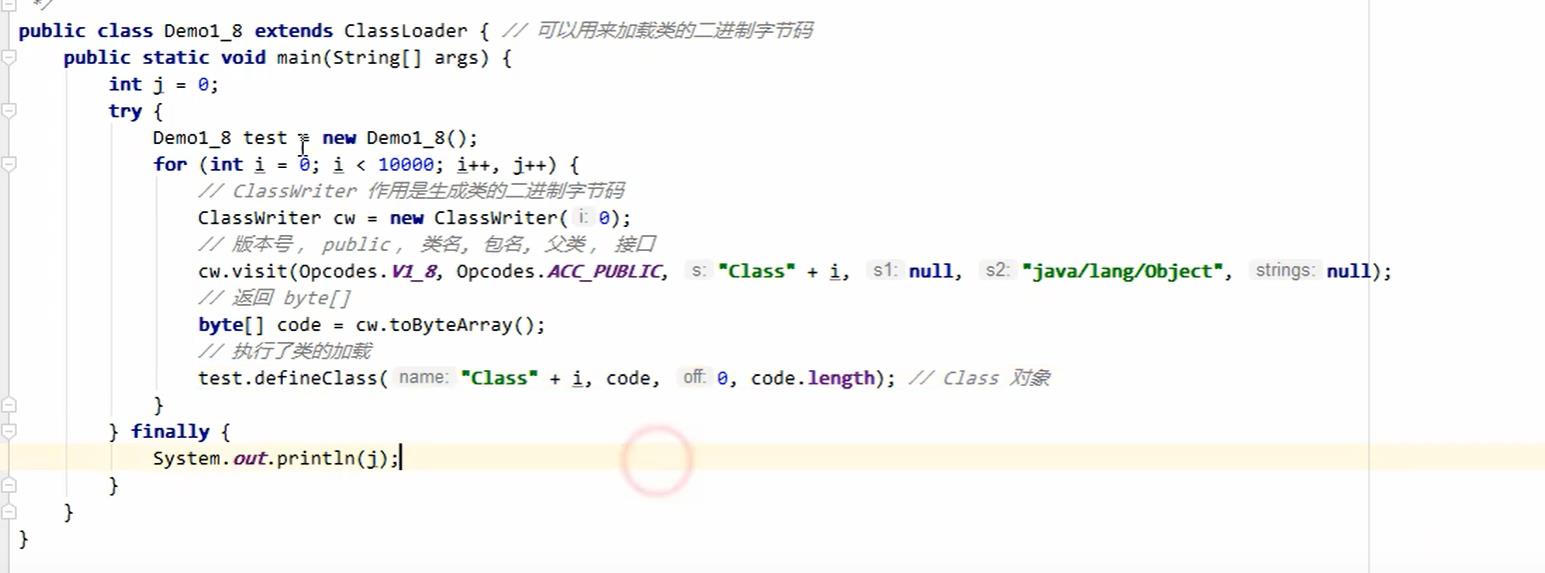 */
public class Demo1_8 extends ClassLoader { // 可以用来加载类的二进制字节码
    public static void main(String[] args) {
        int j = 0;
        try {
            Demo1_8 test = new Demo1_8();
            for (int i = 0; i < 10000; i++, j++) {
                // ClassWriter 作用是生成类的二进制字节码
                ClassWriter cw = new ClassWriter( i: 0);
                // 版本号, public, 类名, 包名, 父类, 接口
                cw.visit(Opcodes.V1_8, Opcodes.ACC_PUBLIC, s: "Class" + i, s1: null, s2: "java/lang/Object", strings: null);
                // 返回 byte[]
                byte[] code = cw.toByteArray();
                // 执行了类的加载
                test.defineClass( name: "Class" + i, code, off: 0, code.length); // Class 对象
            }
        } finally {
            System.out.println(j);
        }
    }
}